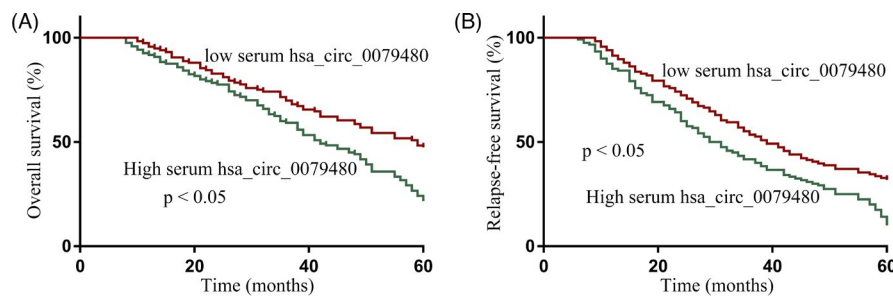 (A)
Overall survival (%)
100
50
0
low serum hsa_circ_0079480
High serum hsa_circ_0079480
p < 0.05
0 20 40 60
Time (months)
(B)
Relapse-free survival (%)
100
50
0
low serum hsa_circ_0079480
p < 0.05
High serum hsa_circ_0079480
0 20 40 60
Time (months)